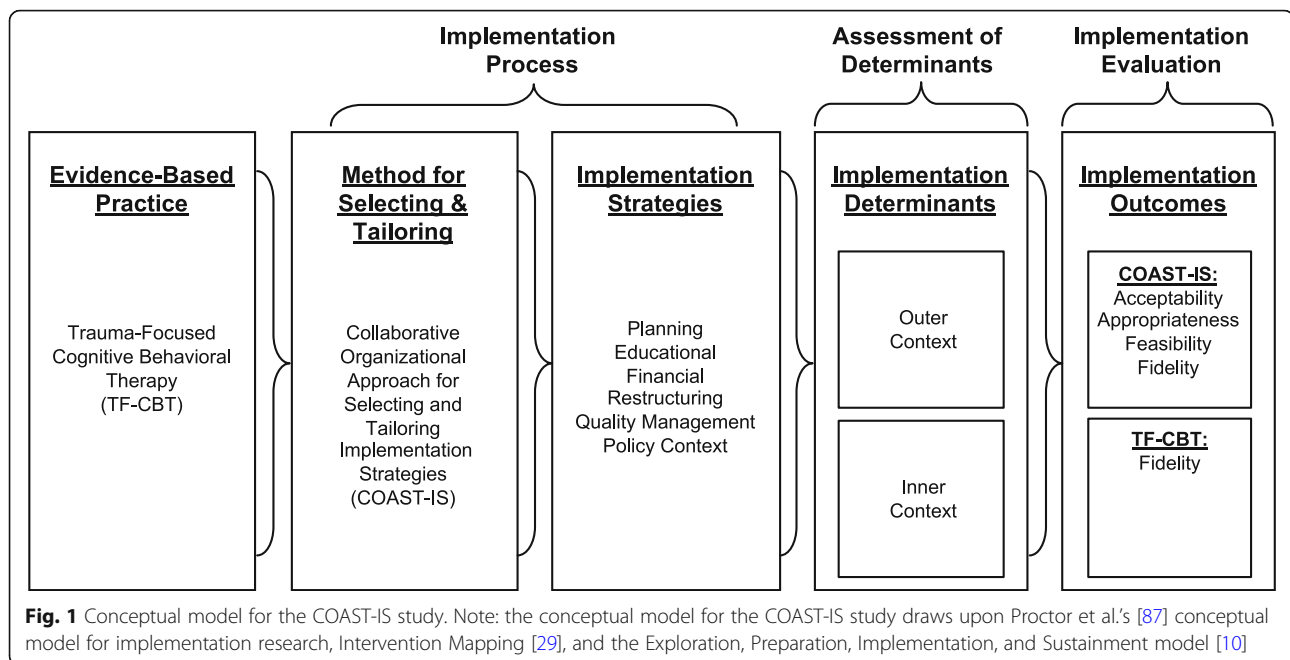 Implementation
Process
Assessment of
Determinants
Implementation
Evaluation
Evidence-Based
Practice
Trauma-Focused
Cognitive Behavioral
Therapy
(TF-CBT)
Method for
Selecting &
Tailoring
Collaborative
Organizational
Approach for
Selecting and
Tailoring
Implementation
Strategies
(COAST-IS)
Implementation
Strategies
Planning
Educational
Financial
Restructuring
Quality Management
Policy Context
Implementation
Determinants
Outer
Context
Inner
Context
Implementation
Outcomes
COAST-IS:
Acceptability
Appropriateness
Feasibility
Fidelity
TF-CBT:
Fidelity
Fig. 1 Conceptual model for the COAST-IS study. Note: the conceptual model for the COAST-IS study draws upon Proctor et al.'s [87] conceptual
model for implementation research, Intervention Mapping [29], and the Exploration, Preparation, Implementation, and Sustainment model [10]